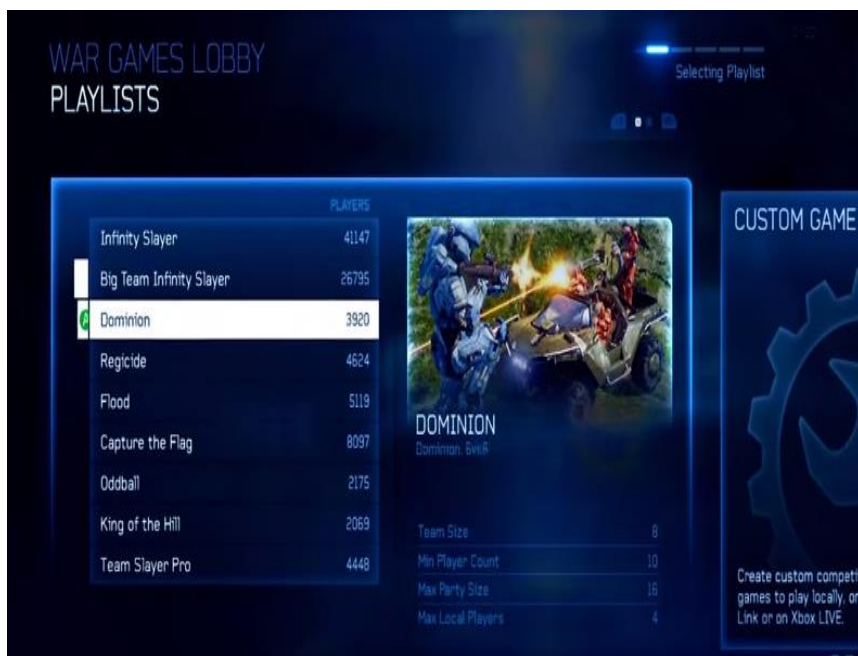 WAR GAMES LOBBY
PLAYLISTS
Selecting Playlist
PLAYERS
Infinity Slayer 41147
Big Team Infinity Slayer 26795
A Dominion 3920
Regicide 4624
Flood 5119
Capture the Flag 8097
Oddball 2175
King of the Hill 2069
Team Slayer Pro 4448
DOMINION
Dominion. 8v8
Team Size 8
Min Player Count 10
Max Party Size 16
Max Local Players 4
CUSTOM GAME
Create custom competi
games to play locally, or
Link or on Xbox LIVE.